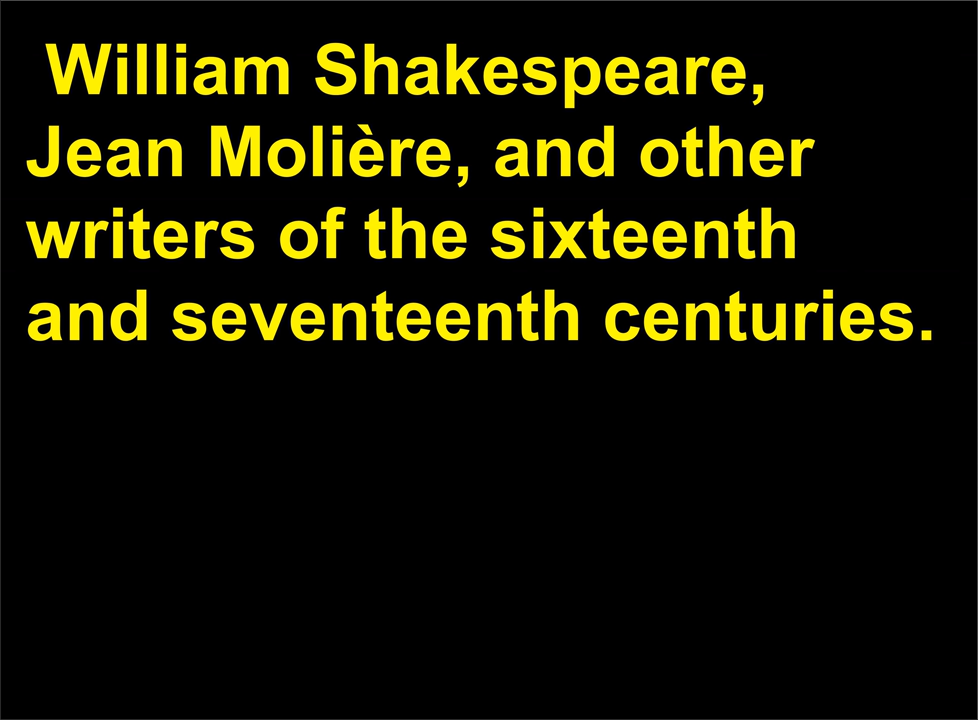 William Shakespeare,
Jean Molière, and other
writers of the sixteenth
and seventeenth centuries.